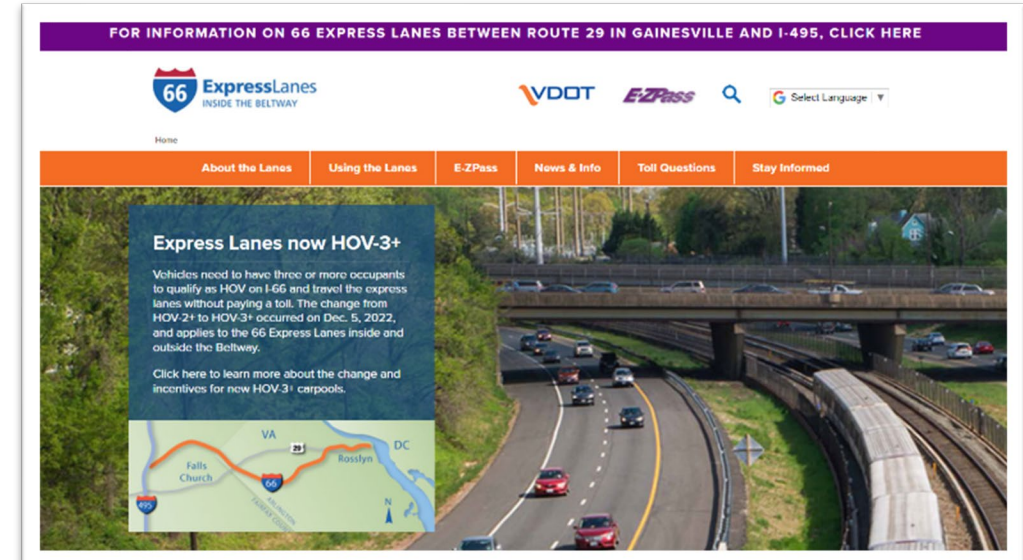 FOR INFORMATION ON 66 EXPRESS LANES BETWEEN ROUTE 29 IN GAINESVILLE AND I-495, CLICK HERE
66 ExpressLanes
INSIDE THE BELTWAY
VDOT
E-ZPass
G Select Language ▼
Home
About the Lanes
Using the Lanes
E-ZPass
News & Info
Toll Questions
Stay Informed
Express Lanes now HOV-3+
Vehicles need to have three or more occupants
to qualify as HOV on I-66 and travel the express
lanes without paying a toll. The change from
HOV-2+ to HOV-3+ occurred on Dec. 5, 2022,
and applies to the 66 Express Lanes inside and
outside the Beltway.
Click here to learn more about the change and
incentives for new HOV-3+ carpools.
VA
29
DC
Rosslyn
Falls
Church
66
495
ARLINGTON
FAIRFAX COUNTY
N